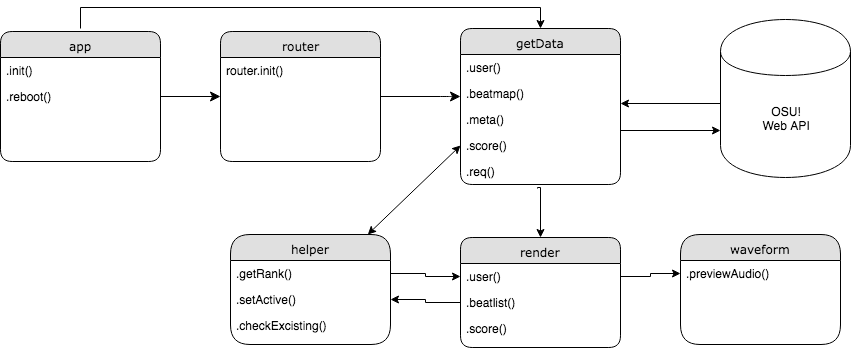 app
.init()
.reboot()
router
router.init()
getData
.user()
.beatmap()
.meta()
.score()
.req()
OSU!
Web API
helper
.getRank()
.setActive()
.checkExcisting()
render
.user()
.beatlist()
.score()
waveform
.previewAudio()